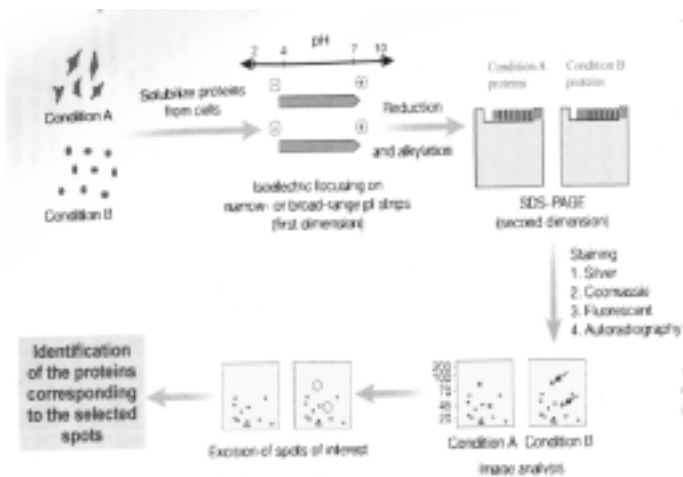 pH
2 4 7 10
Condition A
Condition B
Solubilize proteins
from cells
Isoelectric focusing on
narrow- or broad-range pI strips
(first dimension)
Reduction
and alkylation
Condition A
proteins
Condition B
proteins
SDS-PAGE
(second dimension)
Staining
1. Silver
2. Coomassie
3. Fluorescent
4. Autoradiography
Condition A Condition B
Image analysis
Excision of spots of interest
Identification
of the proteins
corresponding
to the selected
spots